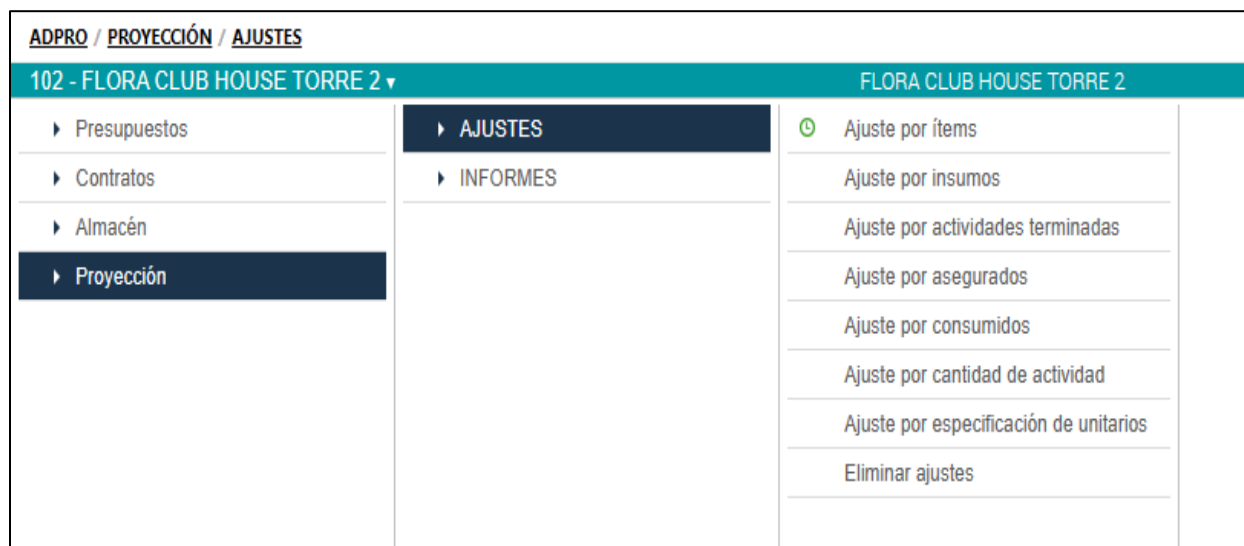 ADPRO / PROYECCIÓN / AJUSTES
102 - FLORA CLUB HOUSE TORRE 2
FLORA CLUB HOUSE TORRE 2
Presupuestos
Contratos
Almacén
Proyección
AJUSTES
INFORMES
Ajuste por ítems
Ajuste por insumos
Ajuste por actividades terminadas
Ajuste por asegurados
Ajuste por consumidos
Ajuste por cantidad de actividad
Ajuste por especificación de unitarios
Eliminar ajustes